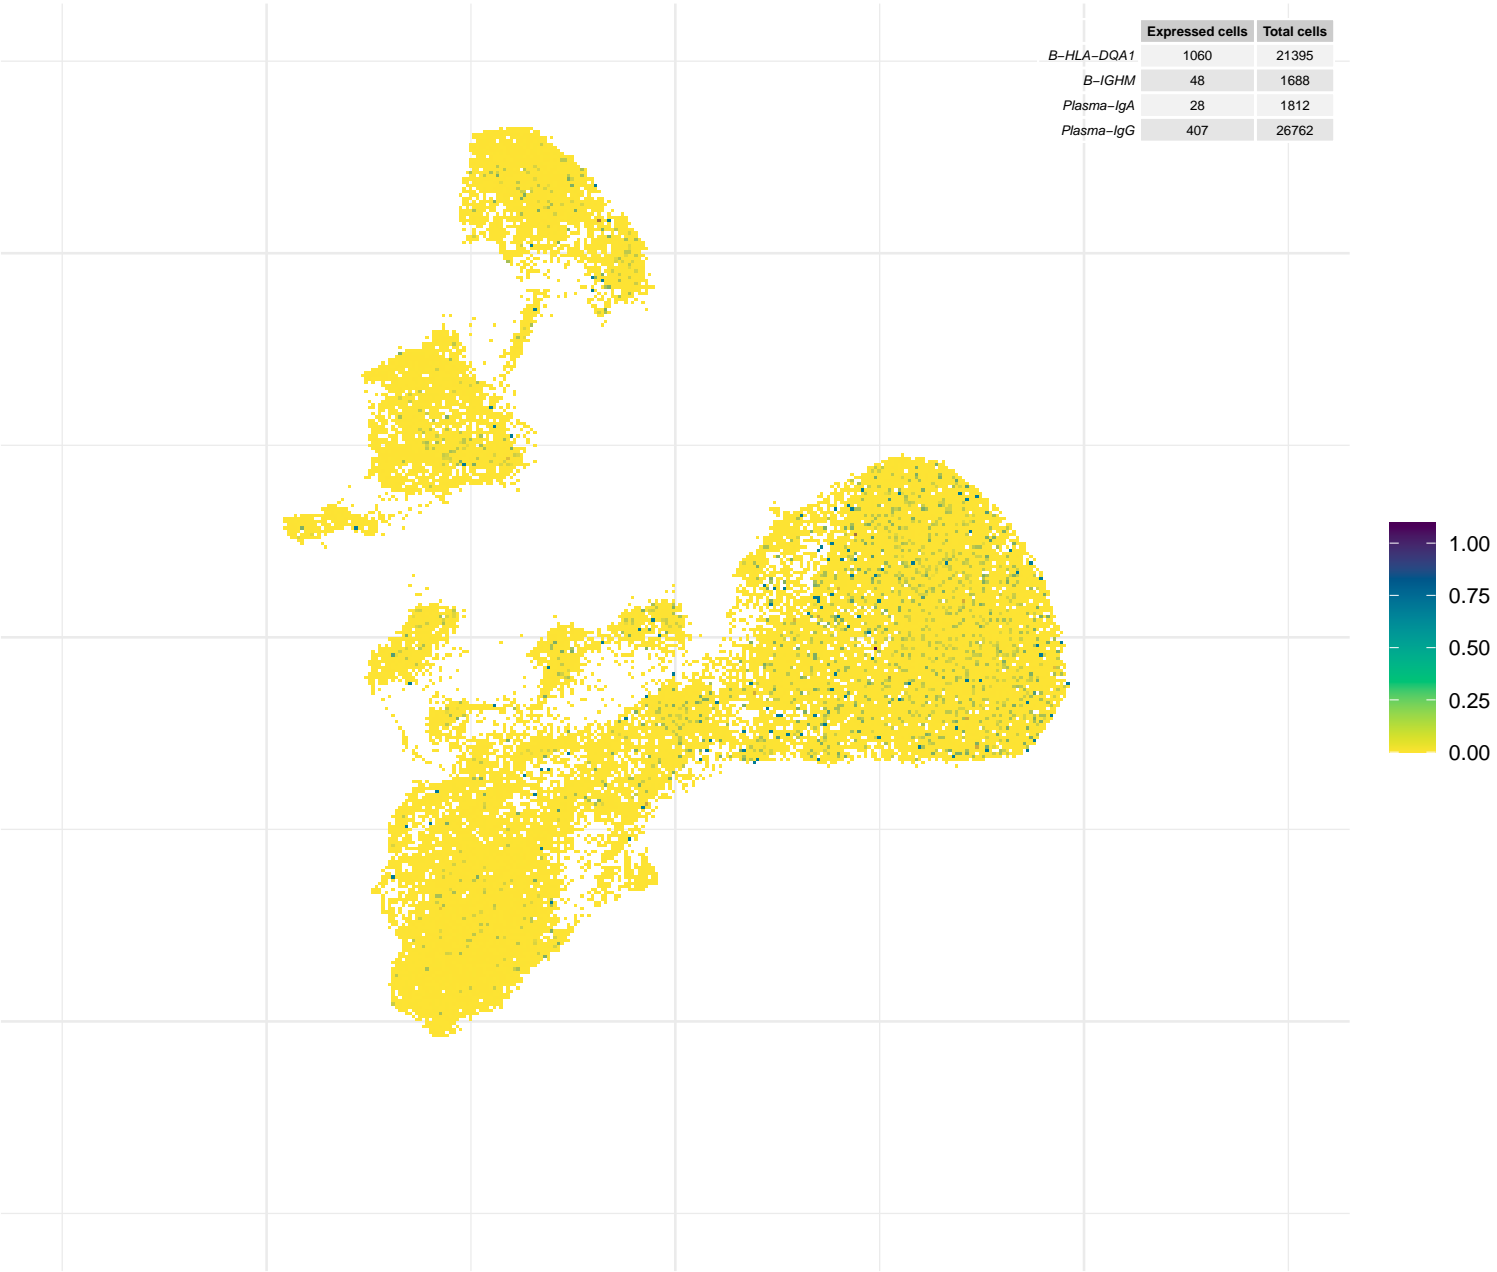 Expressed cells Total cells
B−HLA−DQA1 1060 21395
B−IGHM 48 1688
Plasma−IgA 28 1812
Plasma−IgG 407 26762
1.00
0.75
0.50
0.25
0.00